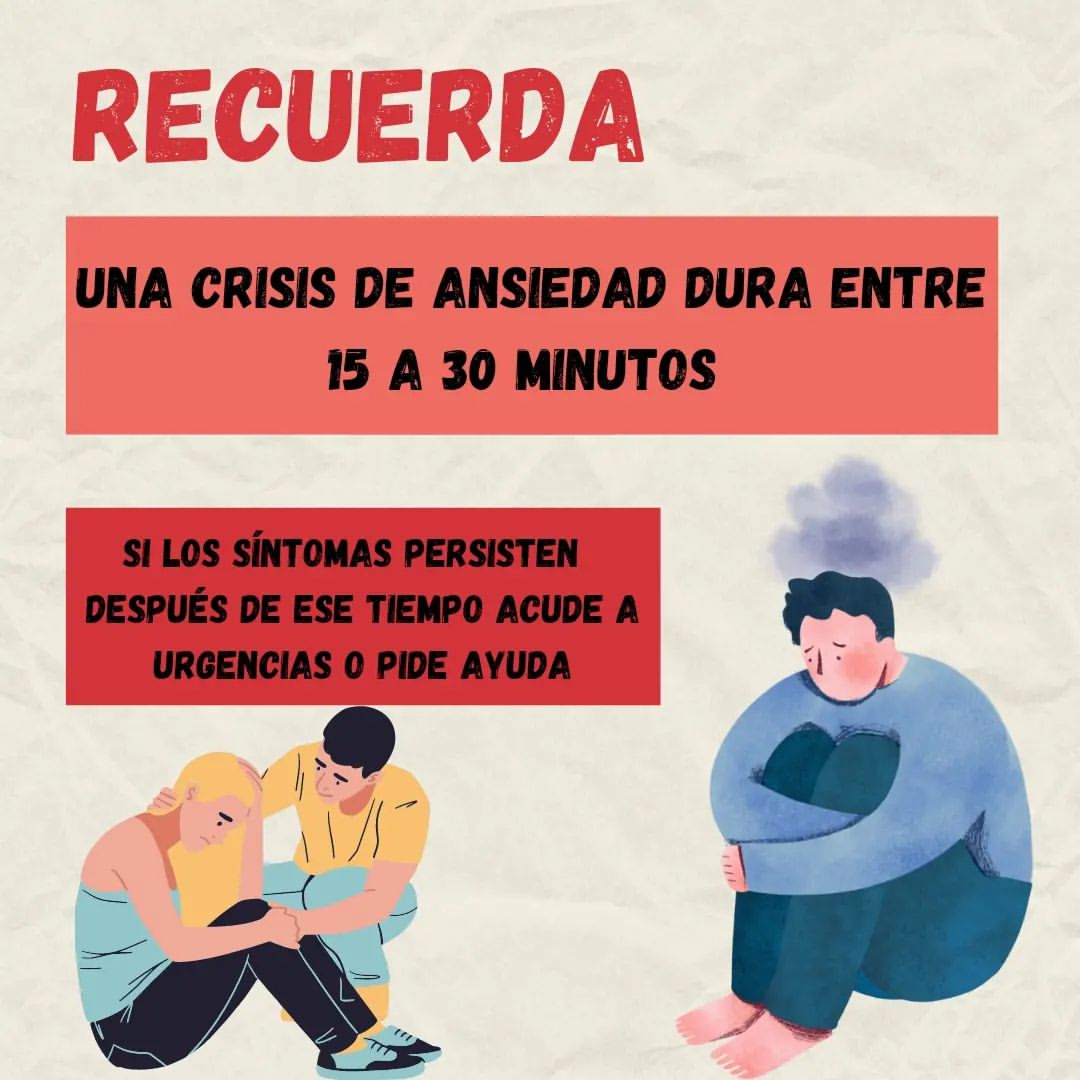 RECUERDA
UNA CRISIS DE ANSIEDAD DURA ENTRE
15 A 30 MINUTOS
SI LOS SÍNTOMAS PERSISTEN
DESPUÉS DE ESE TIEMPO ACUDE A
URGENCIAS O PIDE AYUDA